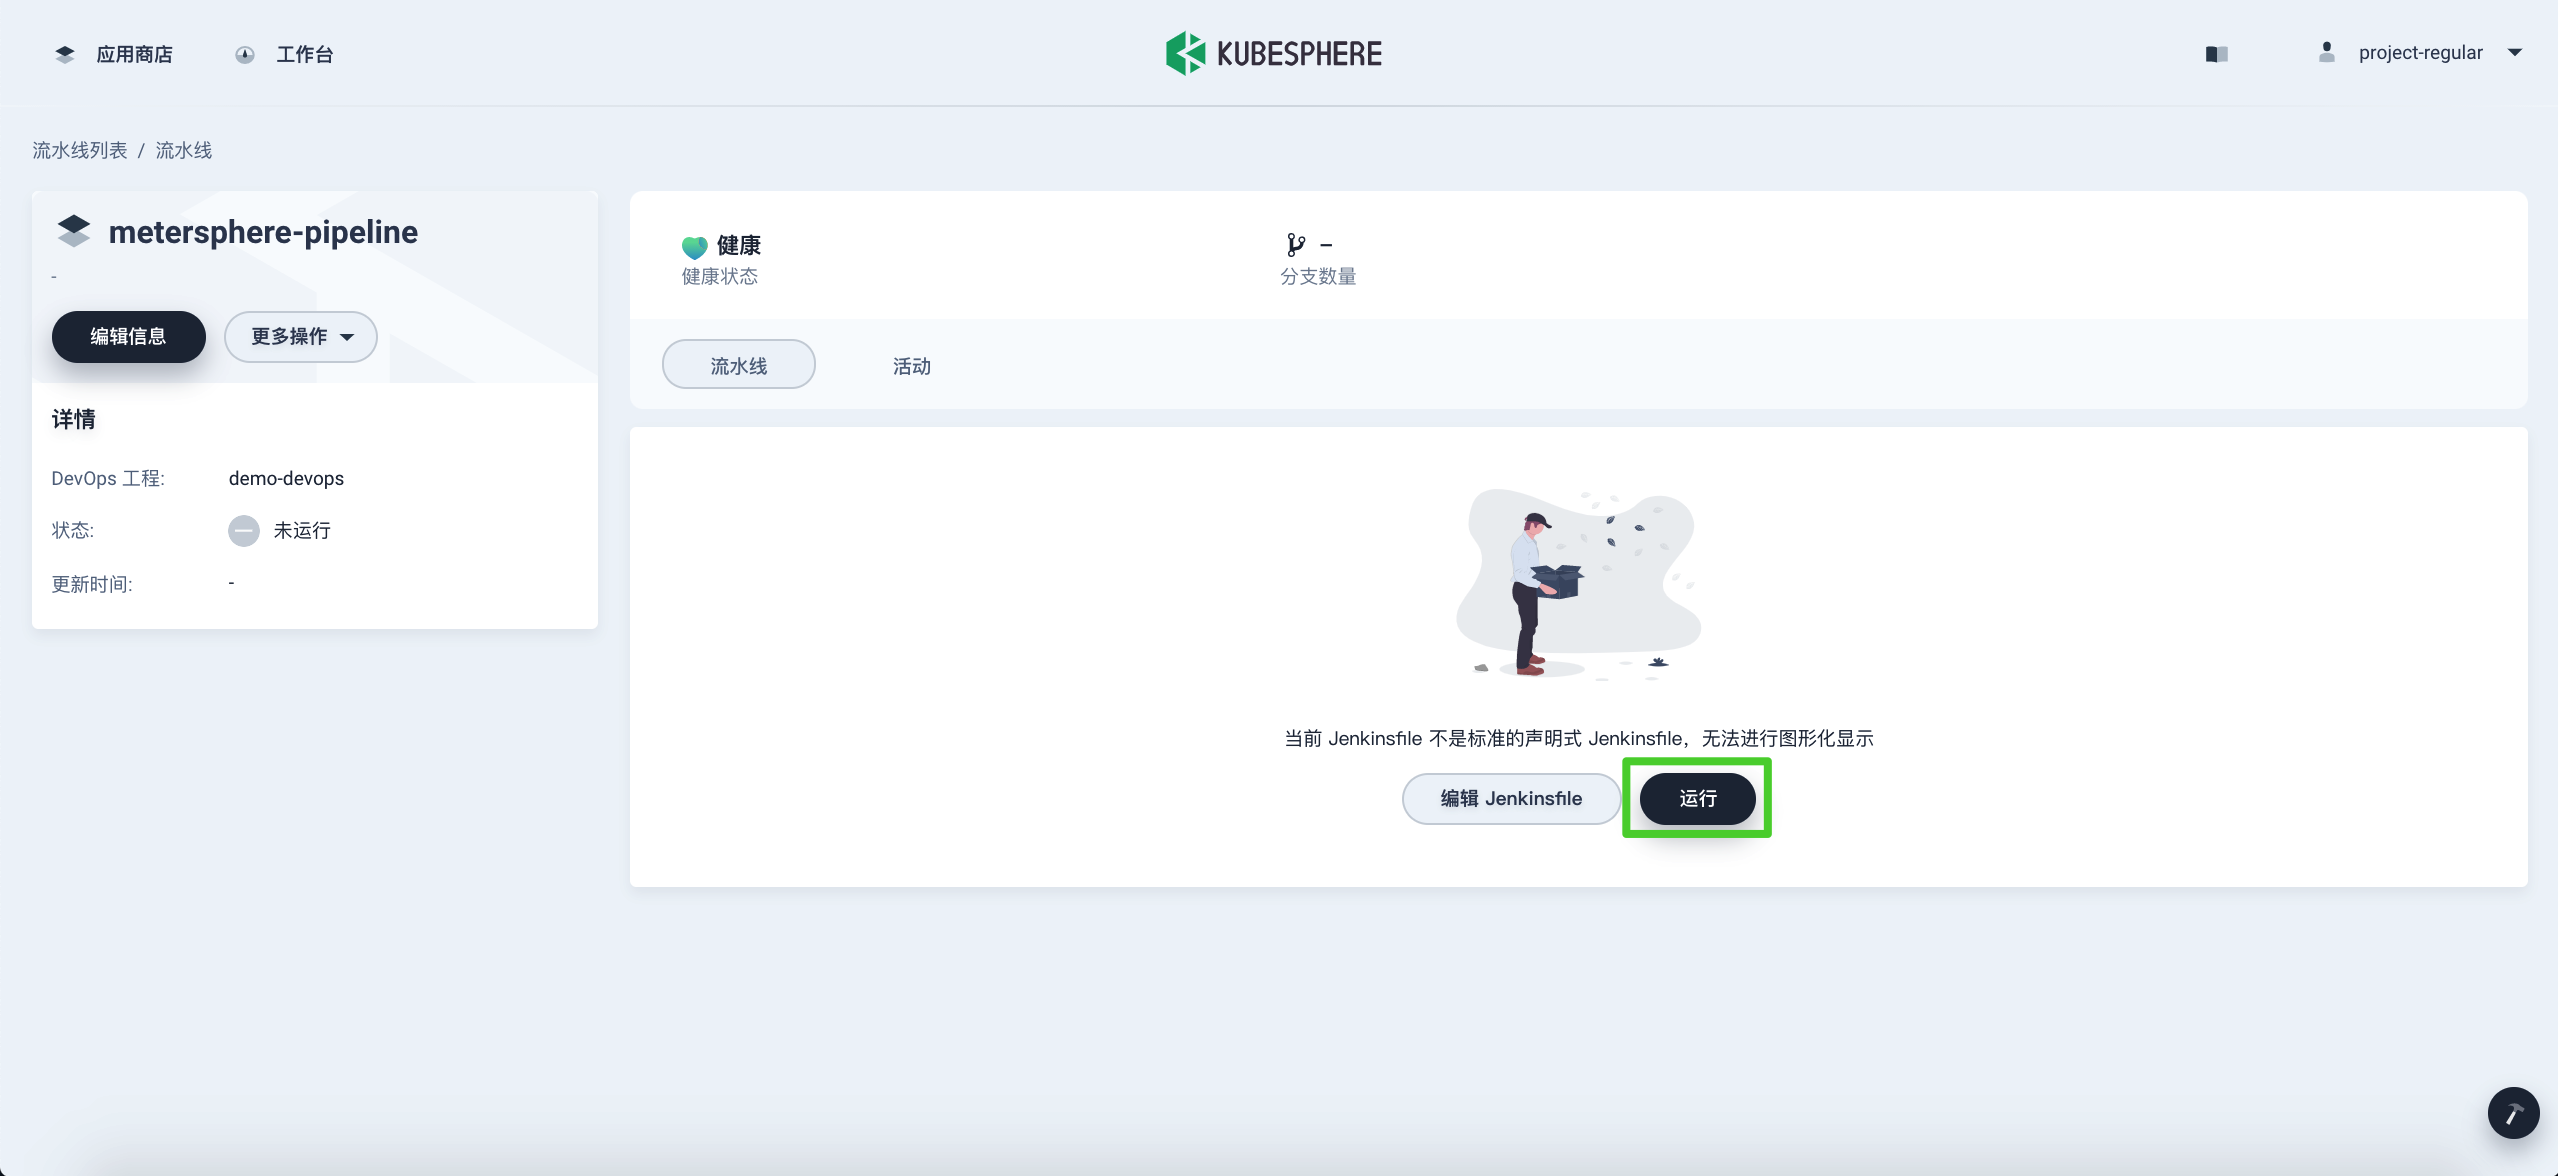 应用商店
工作台
KUBESPHERE
project-regular
流水线列表 / 流水线
metersphere-pipeline
-
编辑信息
更多操作
详情
DevOps 工程: demo-devops
状态: 未运行
更新时间: -
健康
健康状态
–
分支数量
流水线
活动
当前 Jenkinsfile 不是标准的声明式 Jenkinsfile，无法进行图形化显示
编辑 Jenkinsfile
运行